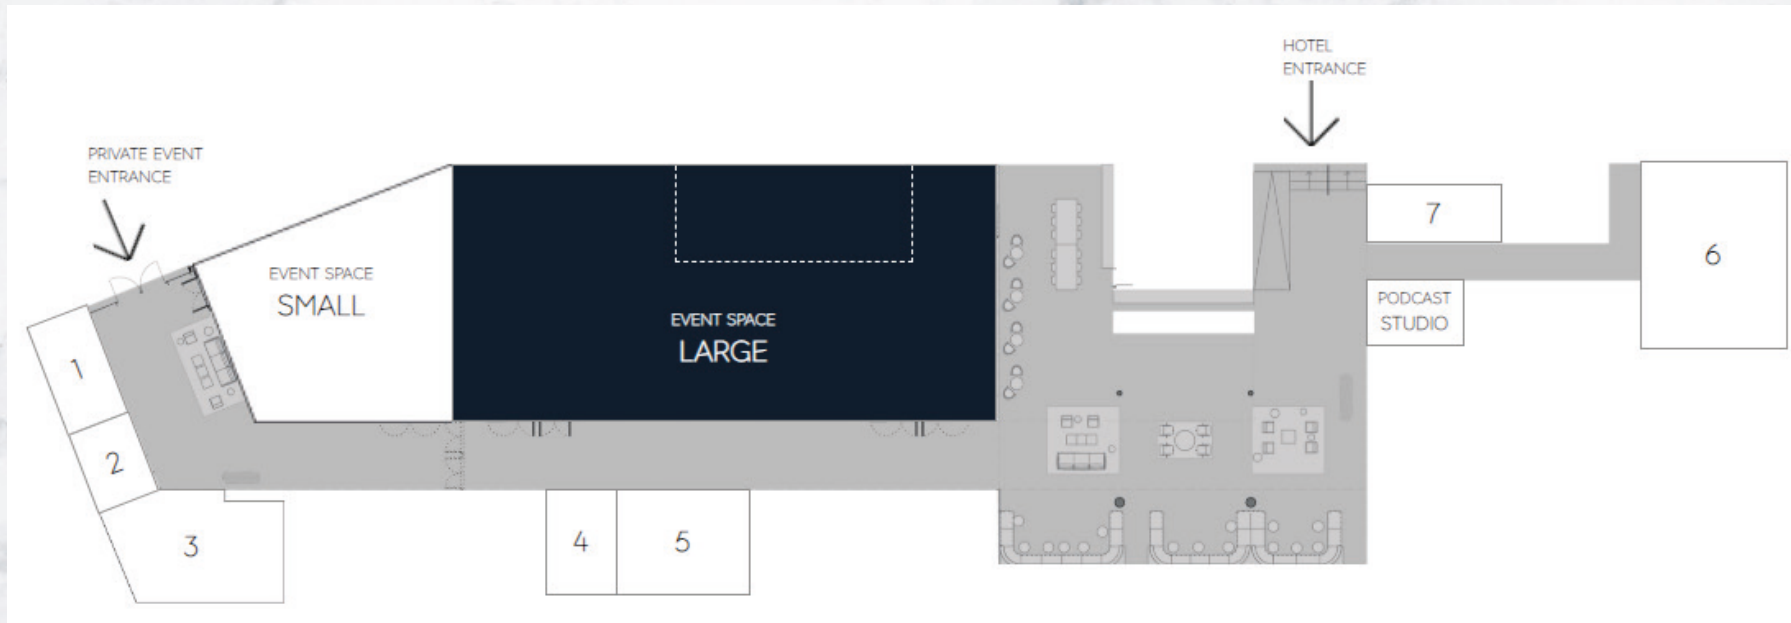 HOTEL
ENTRANCE
PRIVATE EVENT
ENTRANCE
EVENT SPACE
SMALL
EVENT SPACE
LARGE
7
6
PODCAST
STUDIO
1
2
3
4
5